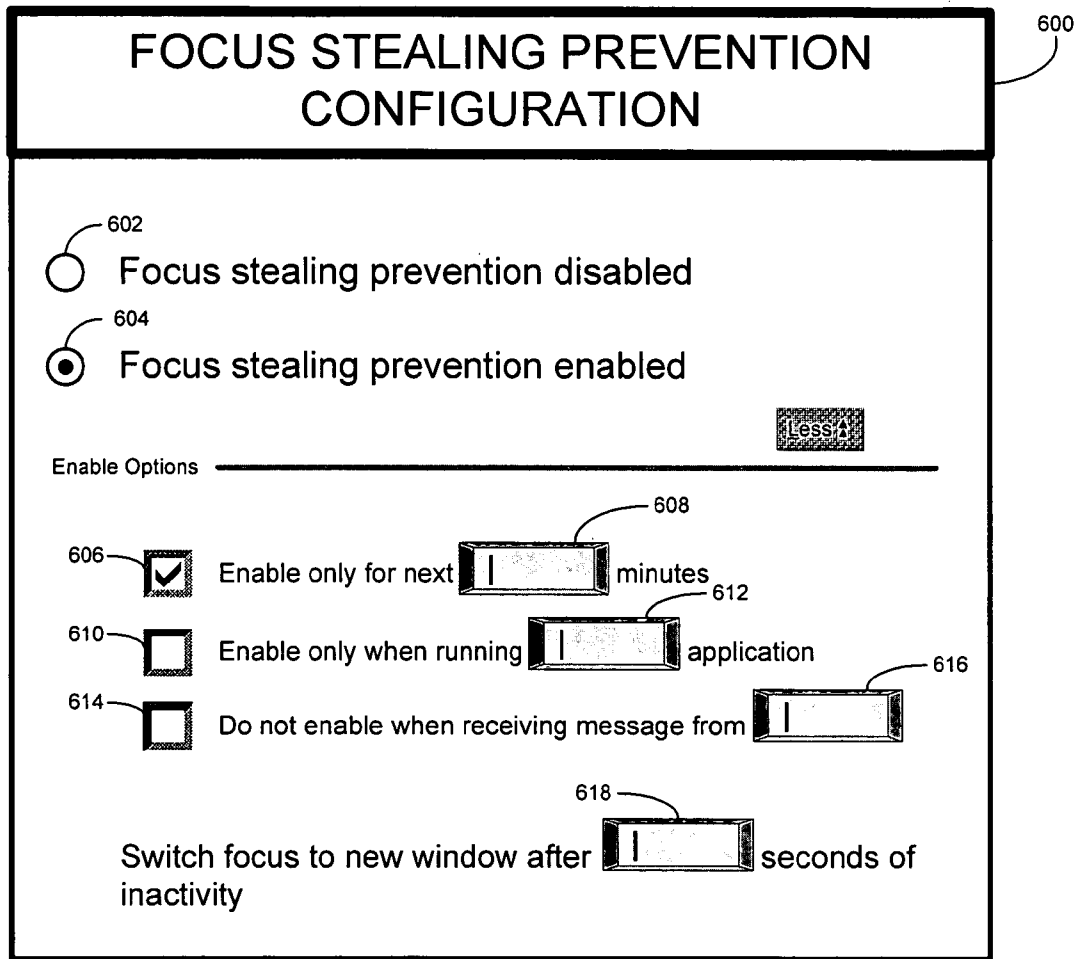 600
FOCUS STEALING PREVENTION
CONFIGURATION
602
Focus stealing prevention disabled
604
Focus stealing prevention enabled
Less
Enable Options
608
606 Enable only for next minutes
612
610 Enable only when running application
616
614 Do not enable when receiving message from
618
Switch focus to new window after seconds of
inactivity